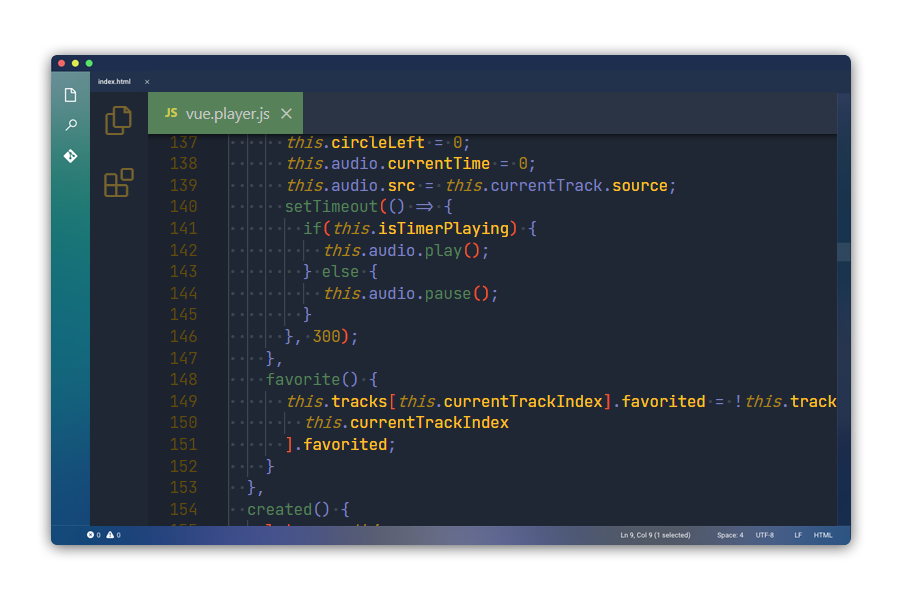 index.html ×
JS vue.player.js ×
137 this.circleLeft = 0;
138 this.audio.currentTime = 0;
139 this.audio.src = this.currentTrack.source;
140 setTimeout(() => {
141 if(this.isTimerPlaying) {
142 this.audio.play();
143 } else {
144 this.audio.pause();
145 }
146 }, 300);
147 },
148 favorite() {
149 this.tracks[this.currentTrackIndex].favorited = !this.track
150 this.currentTrackIndex
151 ].favorited;
152 }
153 },
154 created() {
0 0 Ln 9, Col 9 (1 selected) Space: 4 UTF-8 LF HTML